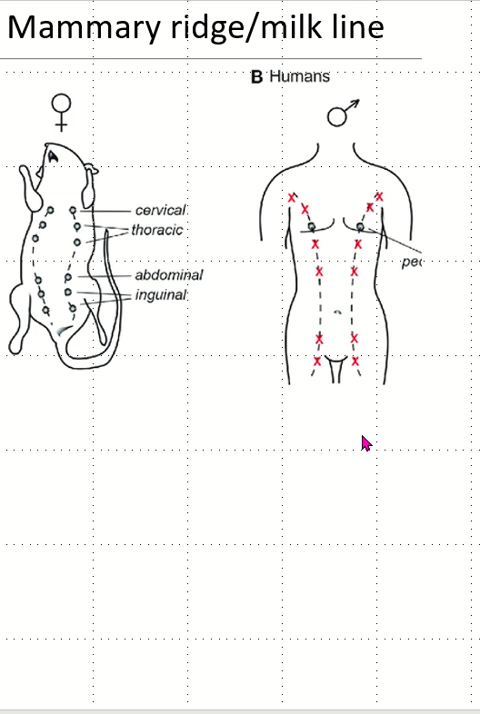 Mammary ridge/milk line
B Humans
cervical
thoracic
abdominal
inguinal